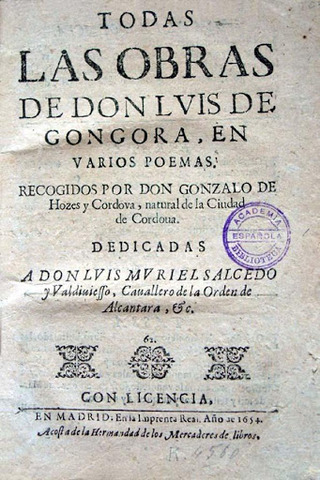 TODAS
LAS OBRAS
DE DON LVIS DE
GONGORA, EN
VARIOS POEMAS.
RECOGIDOS POR DON GONZALO DE
Hozes y Cordova, natural de la Ciudad
de Cordoua.
ACADEMIA
ESPAÑOLA
BIBLIOTECA
DEDICADAS
A DON LVIS MVRIEL SALCEDO
y Valdiuiesso, Cauallero de la Orden de
Alcantara, &c.
62
CON LICENCIA,
EN MADRID. En la Imprenta Real. Año de 1654.
A costa de la Hermandad de los Mercaderes de libros.